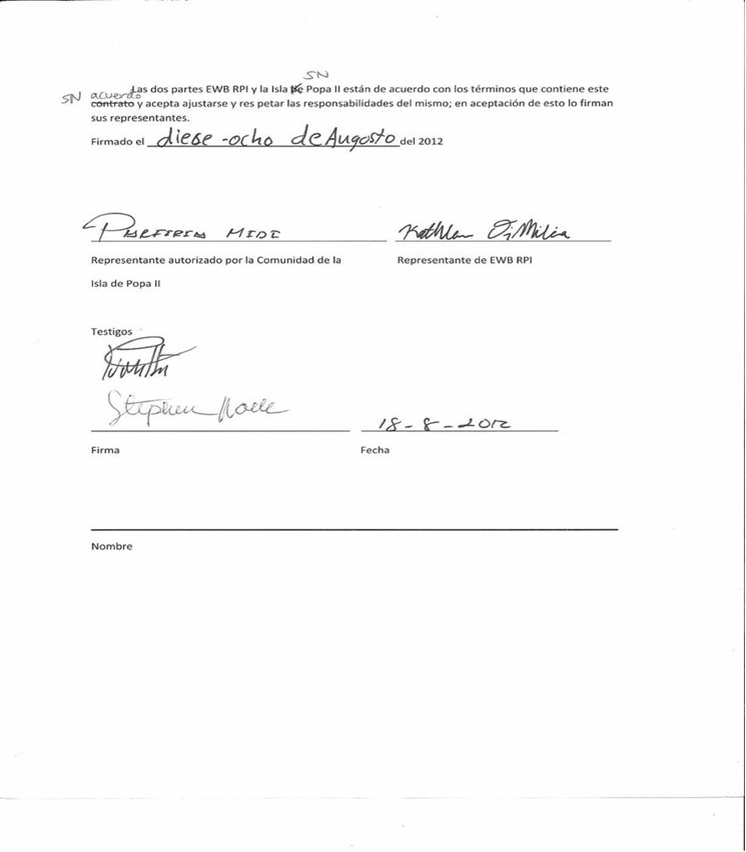 SN
Las dos partes EWB RPI y la Isla de Popa II están de acuerdo con los términos que contiene este
SN acuerdo
contrato y acepta ajustarse y res petar las responsabilidades del mismo; en aceptación de esto lo firman
sus representantes.
Firmado el diese-ocho de Augosto del 2012
Kathleen DiMilia
Representante autorizado por la Comunidad de la
Representante de EWB RPI
Isla de Popa II
Testigos
Stephen
18-8-2012
Firma
Fecha
Nombre